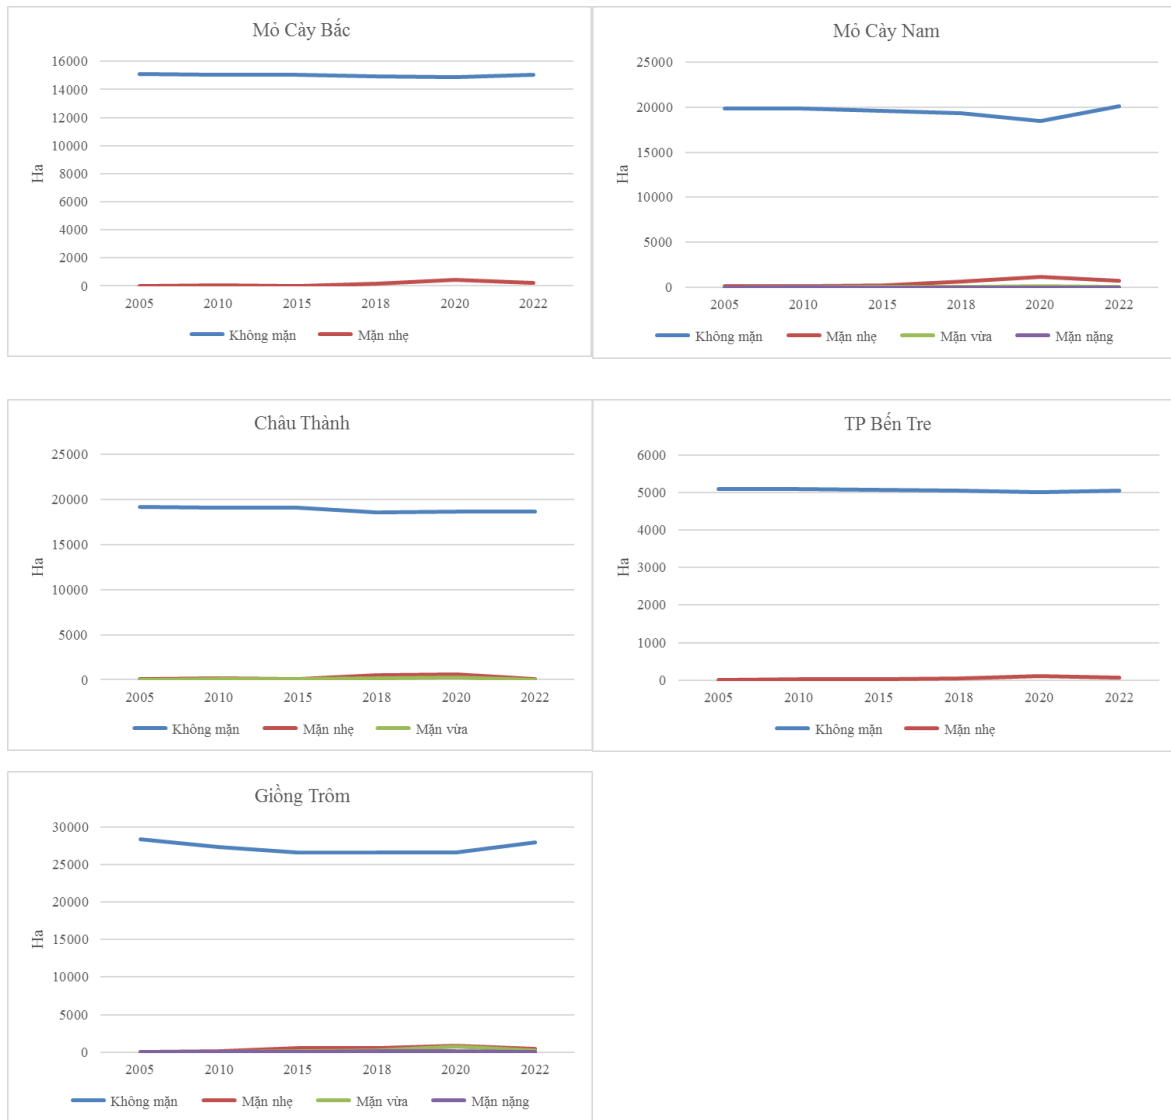 Mỏ Cày Bắc
16000
14000
12000
10000
8000
6000
4000
2000
0
Ha
2005 2010 2015 2018 2020 2022
Không mặn Mặn nhẹ
Mỏ Cày Nam
25000
20000
15000
10000
5000
0
Ha
2005 2010 2015 2018 2020 2022
Không mặn Mặn nhẹ Mặn vừa Mặn nặng
Châu Thành
25000
20000
15000
10000
5000
0
Ha
2005 2010 2015 2018 2020 2022
Không mặn Mặn nhẹ Mặn vừa
TP Bến Tre
6000
5000
4000
3000
2000
1000
0
Ha
2005 2010 2015 2018 2020 2022
Không mặn Mặn nhẹ
Giồng Trôm
30000
25000
20000
15000
10000
5000
0
Ha
2005 2010 2015 2018 2020 2022
Không mặn Mặn nhẹ Mặn vừa Mặn nặng